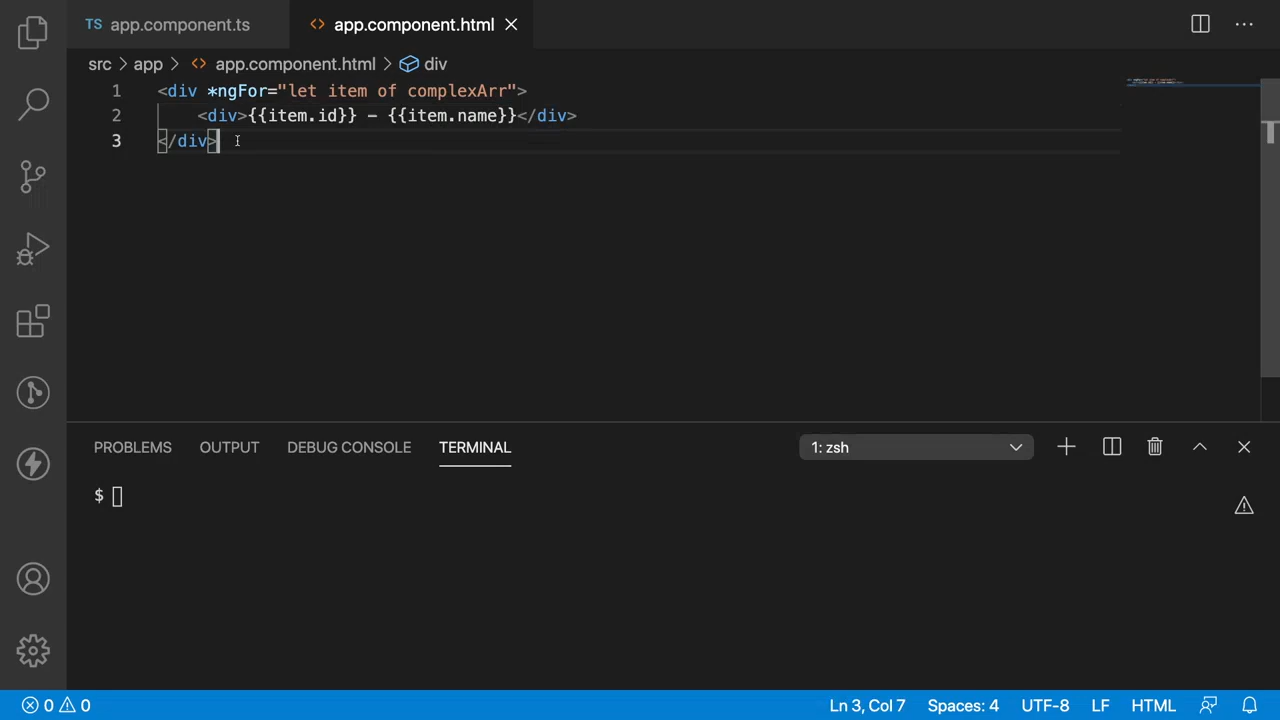 TS app.component.ts <> app.component.html
src > app > <> app.component.html > div
1 <div *ngFor="let item of complexArr">
2 <div>{{item.id}} - {{item.name}}</div>
3 </div>
PROBLEMS OUTPUT DEBUG CONSOLE TERMINAL 1: zsh
$
0 0 Ln 3, Col 7 Spaces: 4 UTF-8 LF HTML